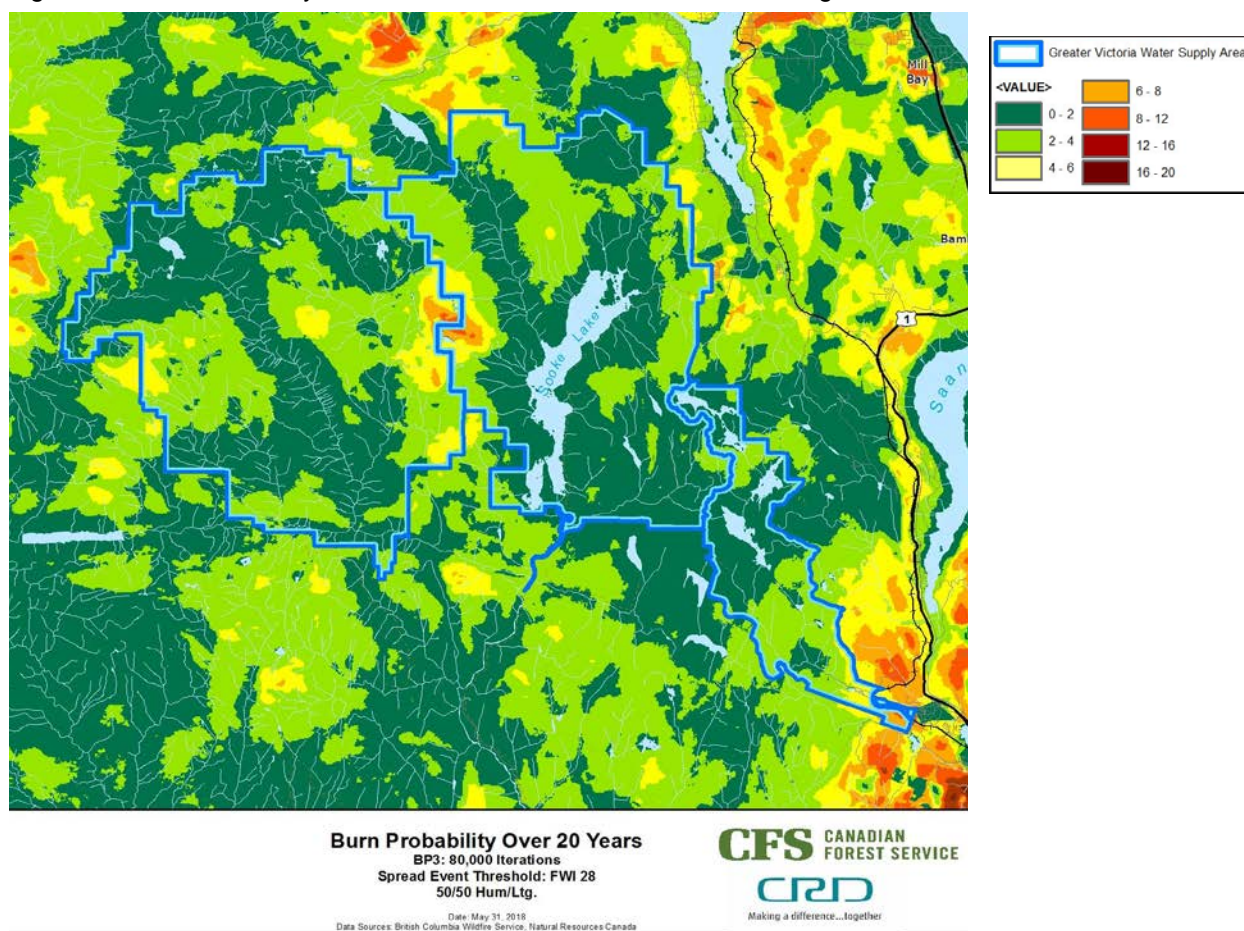 Mill
Bay
Bam
1
Sooke Lake
Saan
Greater Victoria Water Supply Area
<VALUE>
0 - 2
2 - 4
4 - 6
6 - 8
8 - 12
12 - 16
16 - 20
Burn Probability Over 20 Years
BP3: 80,000 Iterations
Spread Event Threshold: FWI 28
50/50 Hum/Ltg.
Date: May 31, 2018
Data Sources: British Columbia Wildfire Service, Natural Resources Canada
CFS CANADIAN
FOREST SERVICE
CRD
Making a difference...together